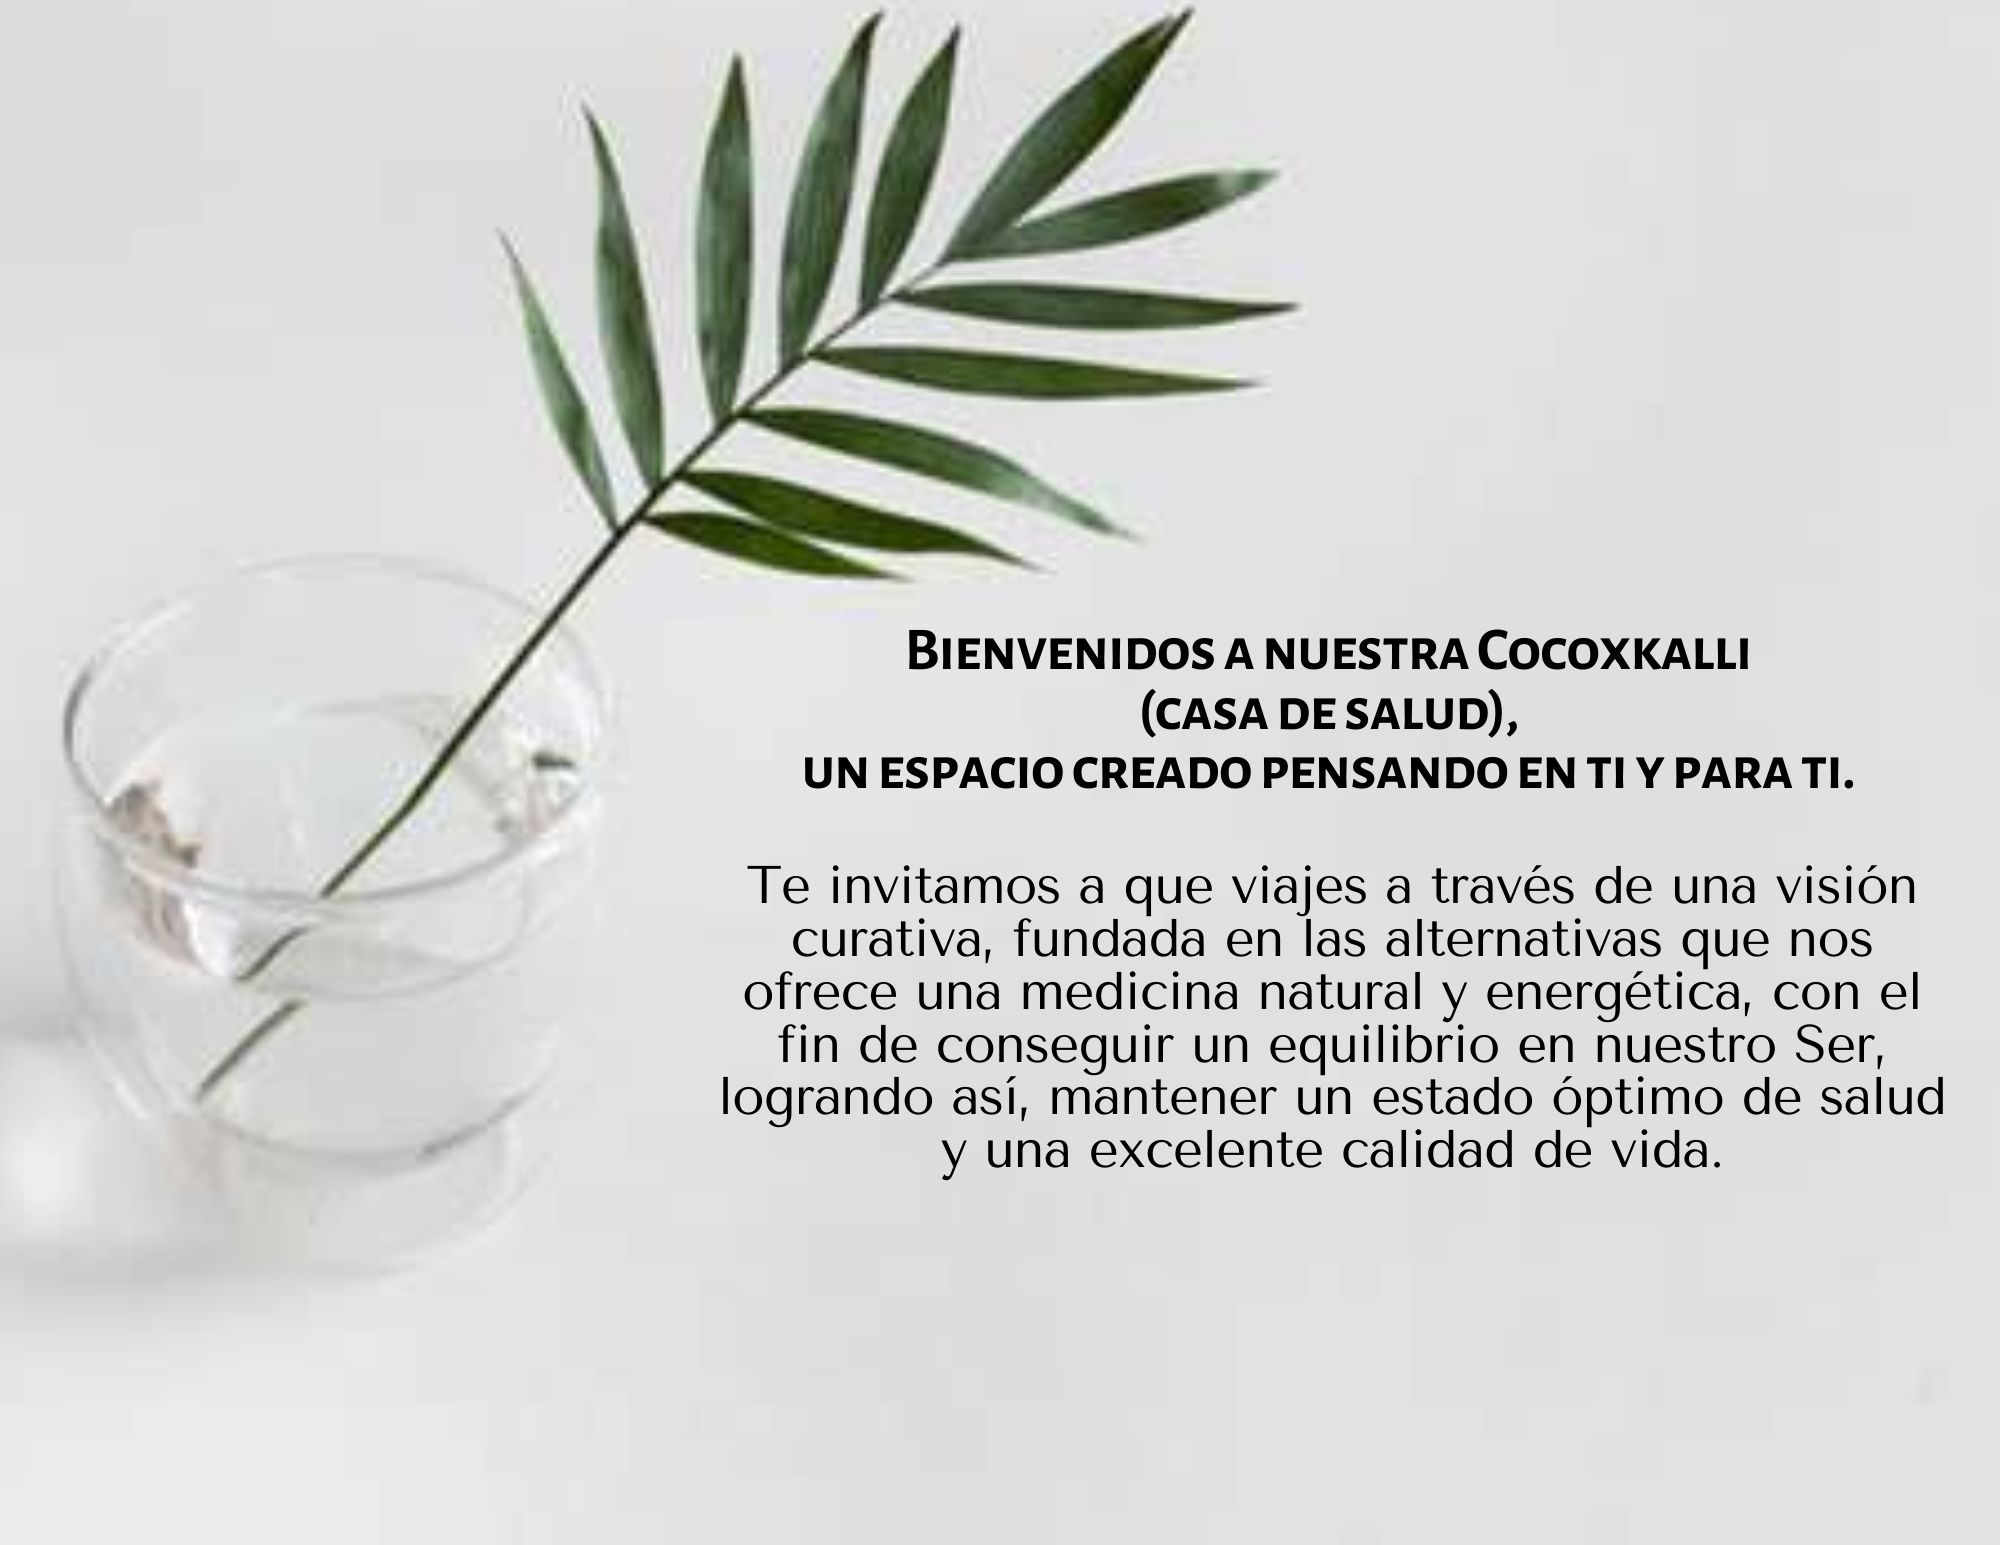 Bienvenidos a nuestra Cocoxkalli
(casa de salud),
un espacio creado pensando en ti y para ti.
Te invitamos a que viajes a través de una visión
curativa, fundada en las alternativas que nos
ofrece una medicina natural y energética, con el
fin de conseguir un equilibrio en nuestro Ser,
logrando así, mantener un estado óptimo de salud
y una excelente calidad de vida.